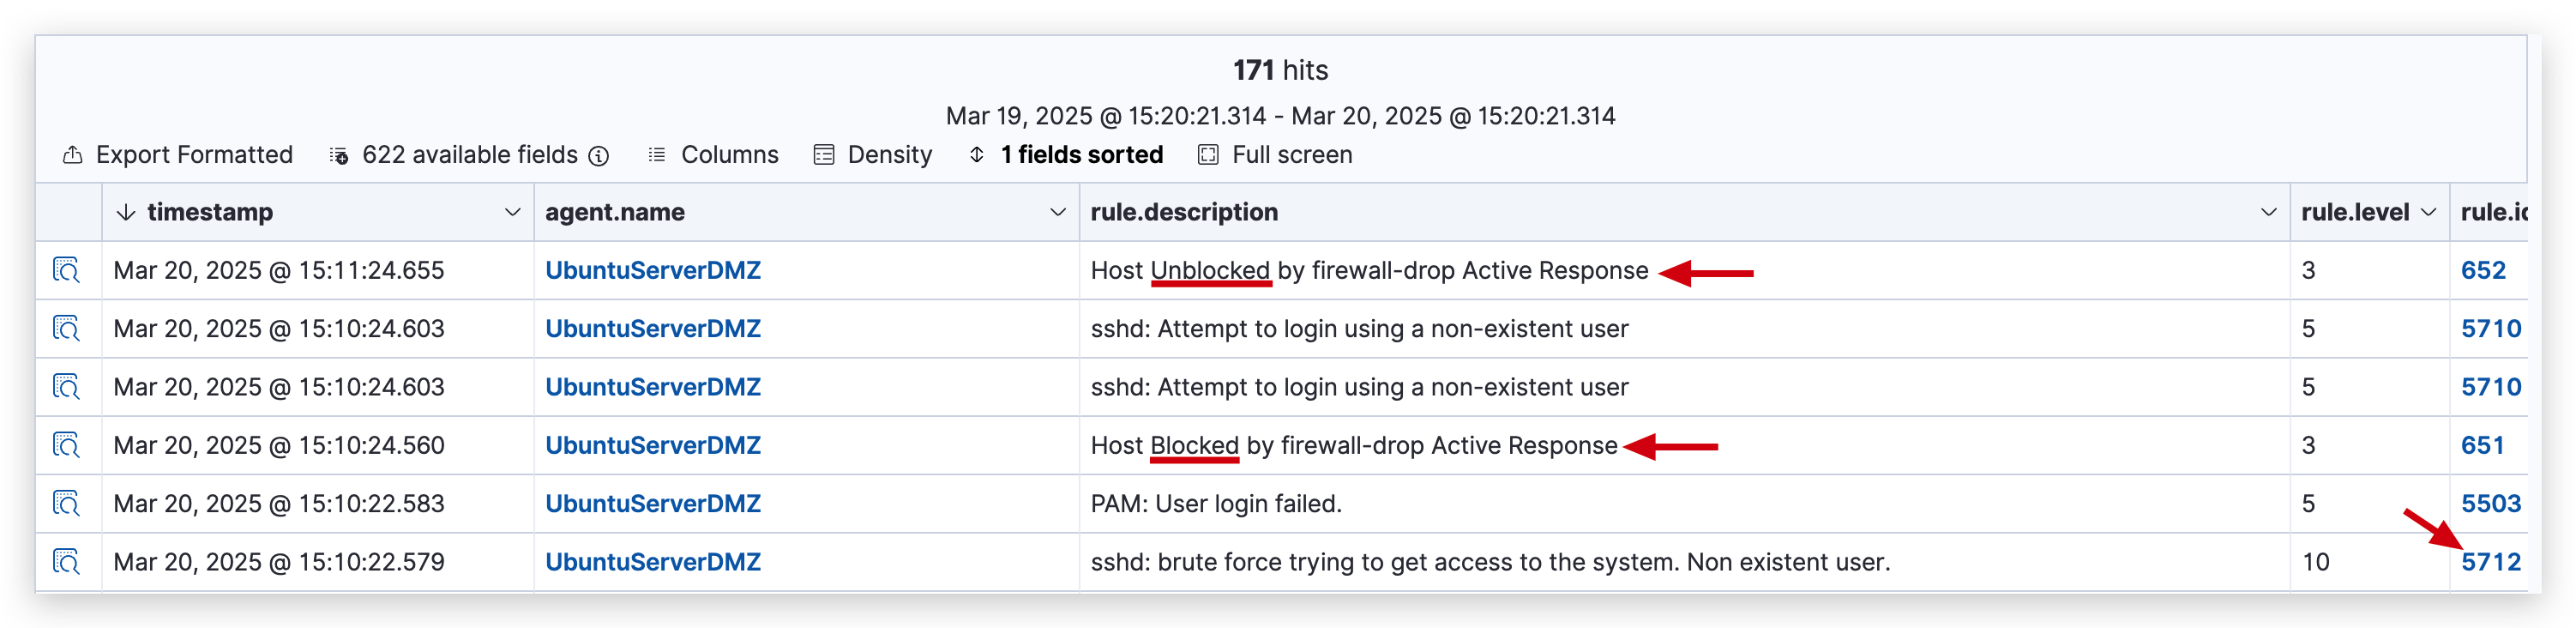 171 hits
Mar 19, 2025 @ 15:20:21.314 - Mar 20, 2025 @ 15:20:21.314
Export Formatted 622 available fields Columns Density 1 fields sorted Full screen
timestamp agent.name rule.description rule.level rule.id
Mar 20, 2025 @ 15:11:24.655 UbuntuServerDMZ Host Unblocked by firewall-drop Active Response 3 652
Mar 20, 2025 @ 15:10:24.603 UbuntuServerDMZ sshd: Attempt to login using a non-existent user 5 5710
Mar 20, 2025 @ 15:10:24.603 UbuntuServerDMZ sshd: Attempt to login using a non-existent user 5 5710
Mar 20, 2025 @ 15:10:24.560 UbuntuServerDMZ Host Blocked by firewall-drop Active Response 3 651
Mar 20, 2025 @ 15:10:22.583 UbuntuServerDMZ PAM: User login failed. 5 5503
Mar 20, 2025 @ 15:10:22.579 UbuntuServerDMZ sshd: brute force trying to get access to the system. Non existent user. 10 5712